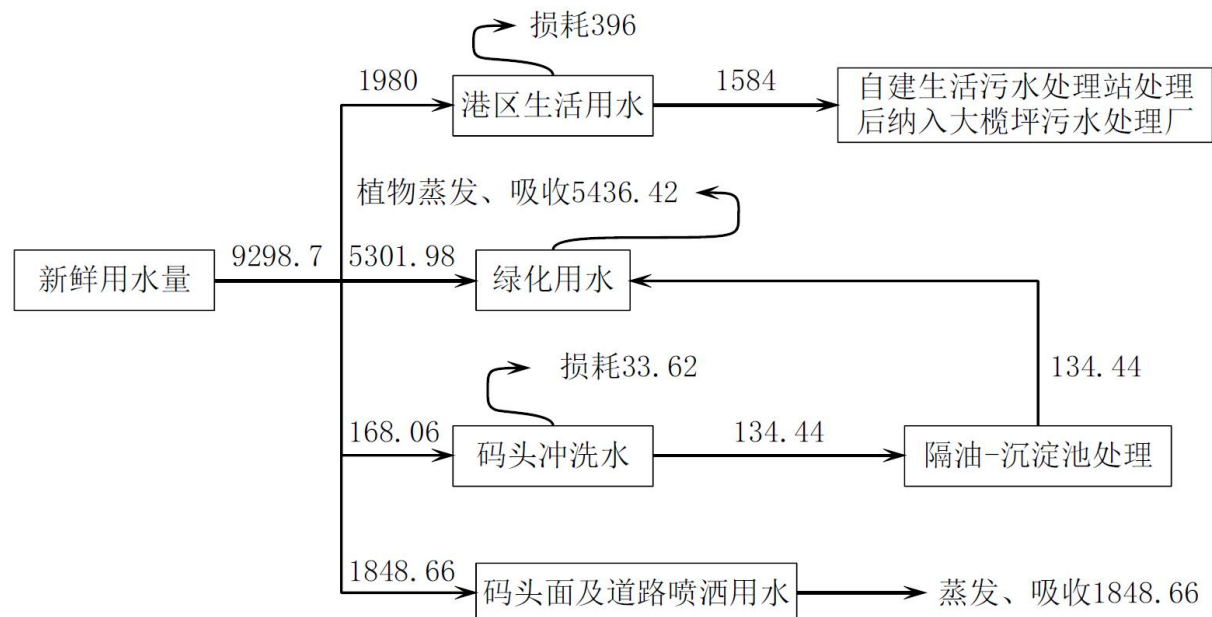 损耗396
1980
港区生活用水
1584
自建生活污水处理站处理
后纳入大榄坪污水处理厂
植物蒸发、吸收5436.42
新鲜用水量
9298.7
5301.98
绿化用水
134.44
损耗33.62
168.06
码头冲洗水
134.44
隔油-沉淀池处理
1848.66
码头面及道路喷洒用水
蒸发、吸收1848.66